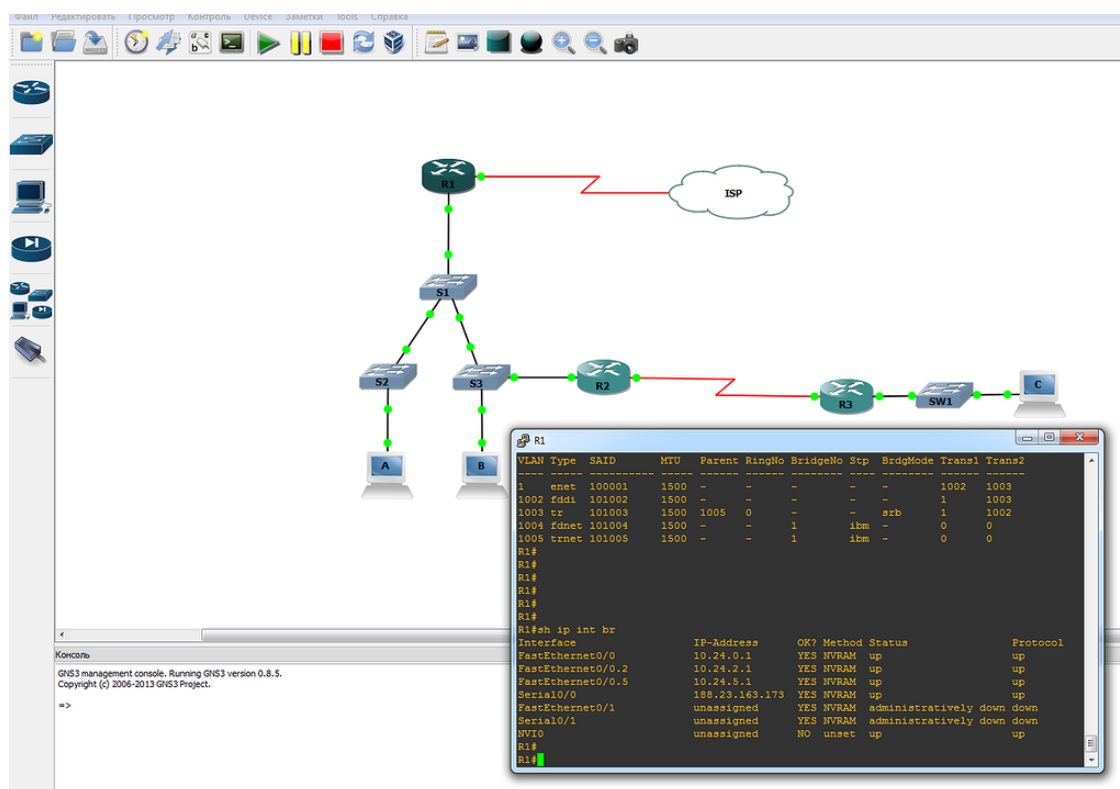 Файл Редактировать Просмотр Контроль Device Заметки Tools Справка
R1
ISP
S1
S2
S3
R2
R3
SW1
C
A
B
R1
VLAN Type SAID MTU Parent RingNo BridgeNo Stp BrdgMode Trans1 Trans2
---- ----- ---------- ----- ------ ------ -------- ---- -------- ------ ------
1 enet 100001 1500 - - - - - 1002 1003
1002 fddi 101002 1500 - - - - - 1 1003
1003 tr 101003 1500 1005 0 - - srb 1 1002
1004 fdnet 101004 1500 - - 1 ibm - 0 0
1005 trnet 101005 1500 - - 1 ibm - 0 0
R1#
R1#
R1#
R1#
R1#
R1#
R1#sh ip int br
Interface IP-Address OK? Method Status Protocol
FastEthernet0/0 10.24.0.1 YES NVRAM up up
FastEthernet0/0.2 10.24.2.1 YES NVRAM up up
FastEthernet0/0.5 10.24.5.1 YES NVRAM up up
Serial0/0 188.23.163.173 YES NVRAM up up
FastEthernet0/1 unassigned YES NVRAM administratively down down
Serial0/1 unassigned YES NVRAM administratively down down
NVI0 unassigned NO unset up up
R1#
R1#
Консоль
GNS3 management console. Running GNS3 version 0.8.5.
Copyright (c) 2006-2013 GNS3 Project.
=>